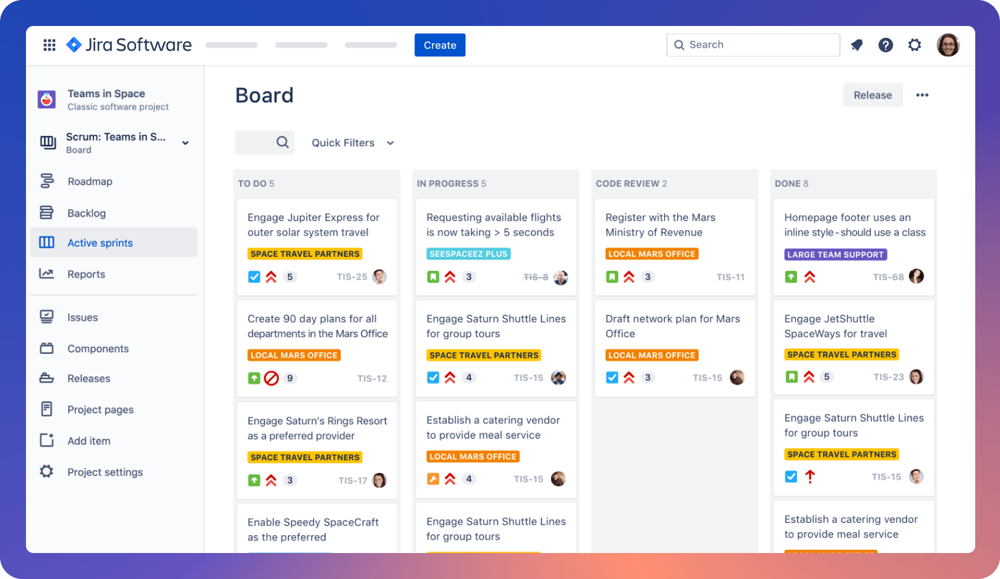 Jira Software
Create
Search
Teams in Space
Classic software project
Scrum: Teams in S...
Board
Roadmap
Backlog
Active sprints
Reports
Issues
Components
Releases
Project pages
Add item
Project settings
Board
Release
Quick Filters
TO DO 5
Engage Jupiter Express for
outer solar system travel
SPACE TRAVEL PARTNERS
5 TIS-25
Create 90 day plans for all
departments in the Mars Office
LOCAL MARS OFFICE
9 TIS-12
Engage Saturn's Rings Resort
as a preferred provider
SPACE TRAVEL PARTNERS
3 TIS-17
Enable Speedy SpaceCraft
as the preferred
IN PROGRESS 5
Requesting available flights
is now taking > 5 seconds
SEESPACEEZ PLUS
3 TIS-8
Engage Saturn Shuttle Lines
for group tours
SPACE TRAVEL PARTNERS
4 TIS-15
Establish a catering vendor
to provide meal service
LOCAL MARS OFFICE
4 TIS-15
Engage Saturn Shuttle Lines
for group tours
CODE REVIEW 2
Register with the Mars
Ministry of Revenue
LOCAL MARS OFFICE
3 TIS-11
Draft network plan for Mars
Office
LOCAL MARS OFFICE
3 TIS-15
DONE 8
Homepage footer uses an
inline style-should use a class
LARGE TEAM SUPPORT
TIS-68
Engage JetShuttle
SpaceWays for travel
SPACE TRAVEL PARTNERS
5 TIS-23
Engage Saturn Shuttle Lines
for group tours
SPACE TRAVEL PARTNERS
TIS-15
Establish a catering vendor
to provide meal service